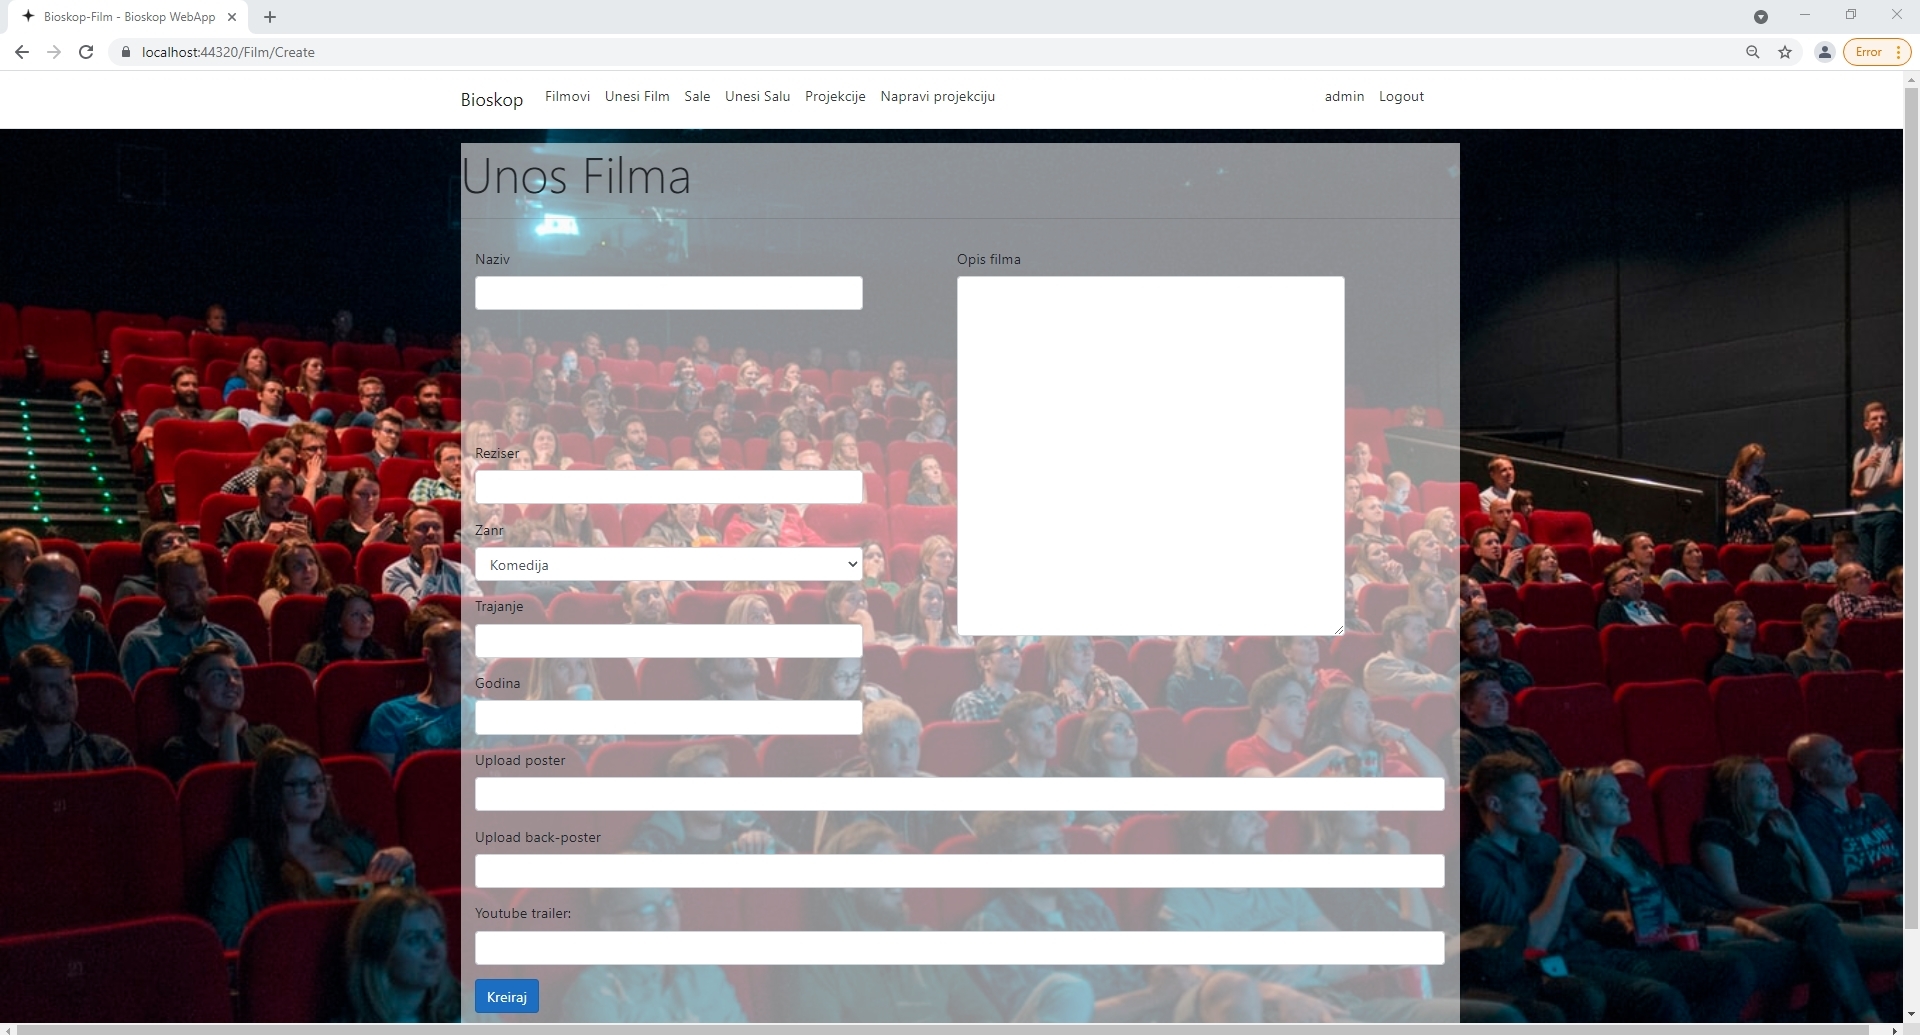 Bioskop-Film - Bioskop WebApp
localhost:44320/Film/Create
Error
Bioskop Filmovi Unesi Film Sale Unesi Salu Projekcije Napravi projekciju admin Logout
Unos Filma
Naziv
Opis filma
Reziser
Zanr
Komedija
Trajanje
Godina
Upload poster
Upload back-poster
Youtube trailer:
Kreiraj